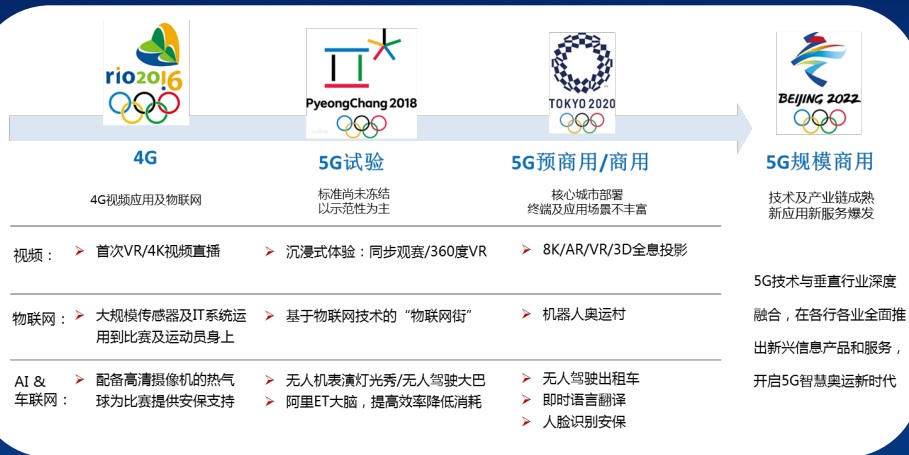 rio2016
PyeongChang 2018
TOKYO 2020
BEIJING 2022
4G
5G试验
5G预商用/商用
5G规模商用
4G视频应用及物联网
标准尚未冻结
以示范性为主
核心城市部署
终端及应用场景不丰富
技术及产业链成熟
新应用新服务爆发
视频：
首次VR/4K视频直播
沉浸式体验：同步观赛/360度VR
8K/AR/VR/3D全息投影
物联网：
大规模传感器及IT系统运
用到比赛及运动员身上
基于物联网技术的“物联网街”
机器人奥运村
AI &
车联网：
配备高清摄像机的热气
球为比赛提供安保支持
无人机表演灯光秀/无人驾驶大巴
阿里ET大脑，提高效率降低消耗
无人驾驶出租车
即时语言翻译
人脸识别安保
5G技术与垂直行业深度
融合，在各行各业全面推
出新兴信息产品和服务，
开启5G智慧奥运新时代